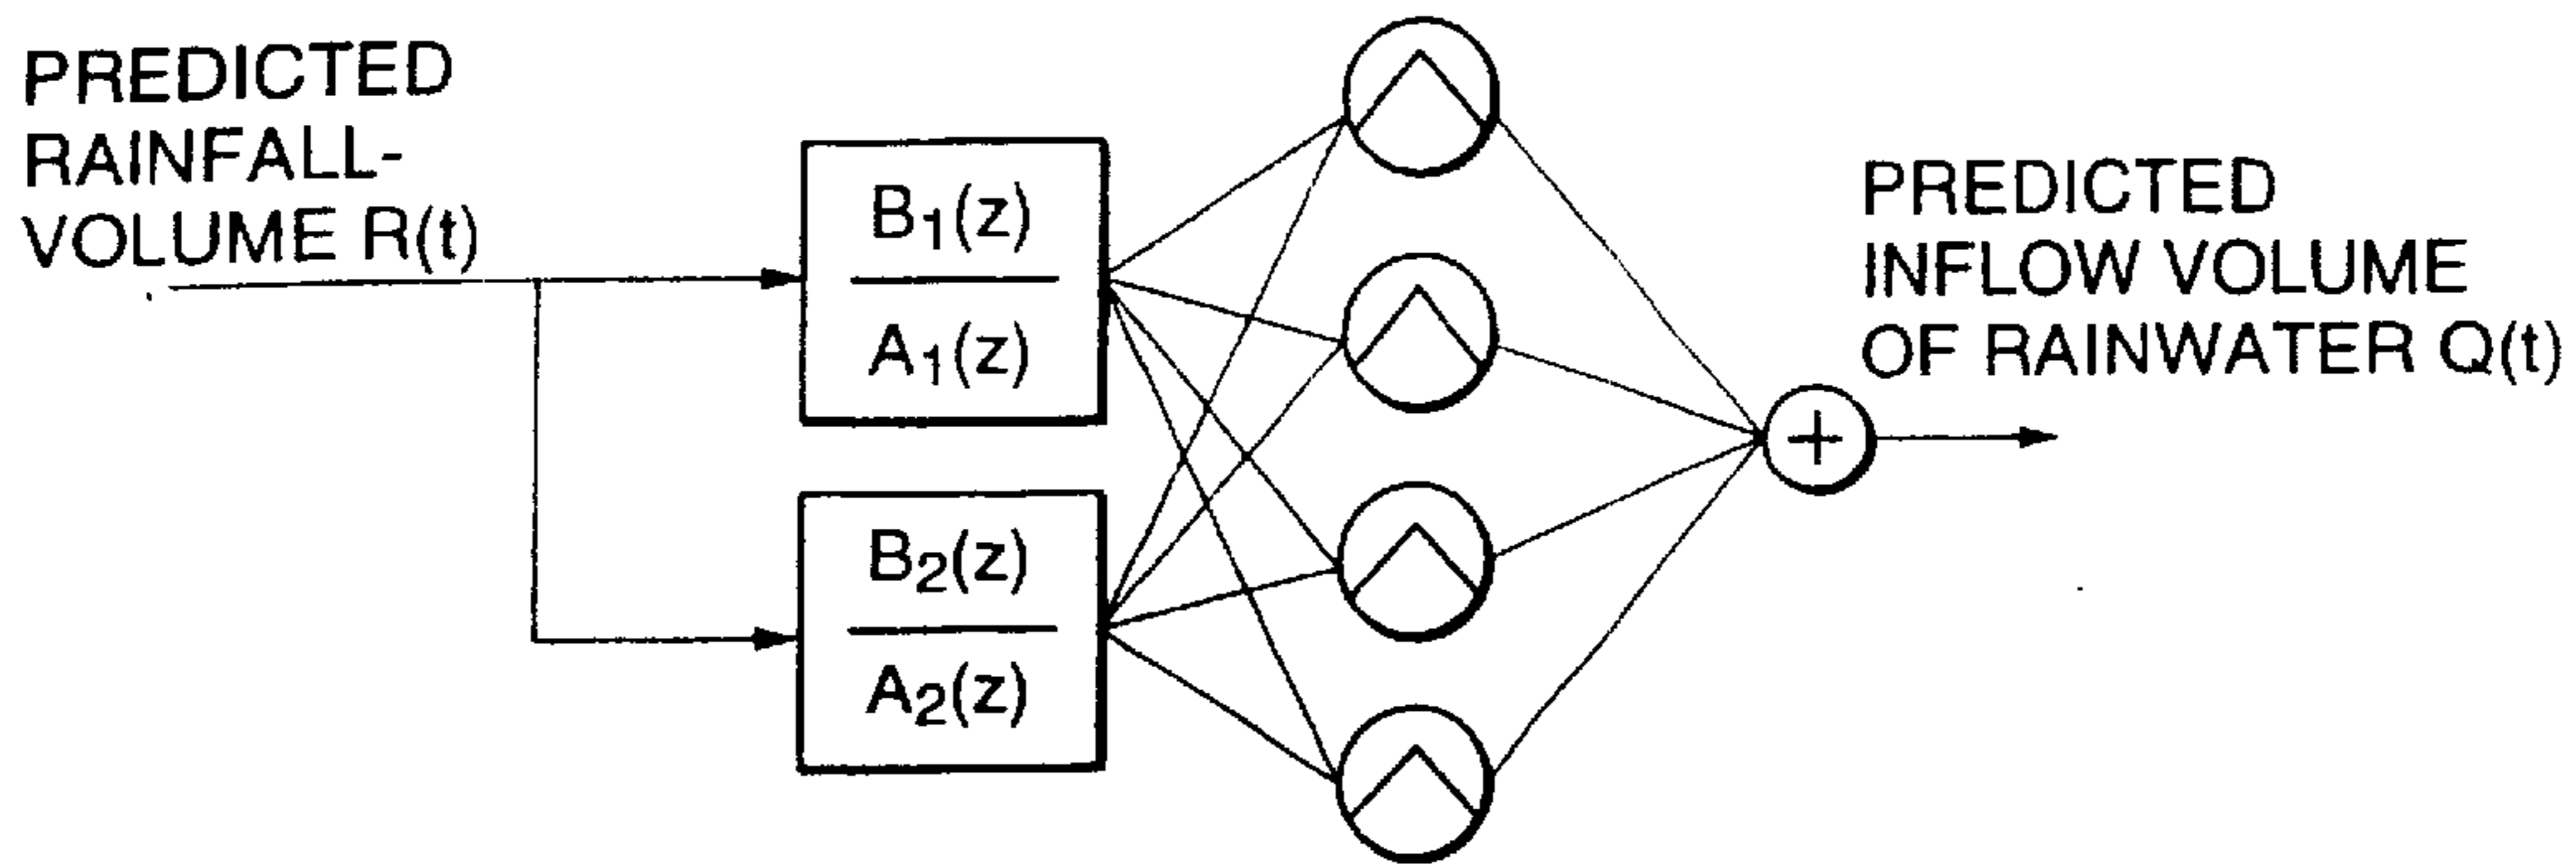 PREDICTED
RAINFALL-
VOLUME R(t)
B1(z)
A1(z)
B2(z)
A2(z)
+
PREDICTED
INFLOW VOLUME
OF RAINWATER Q(t)